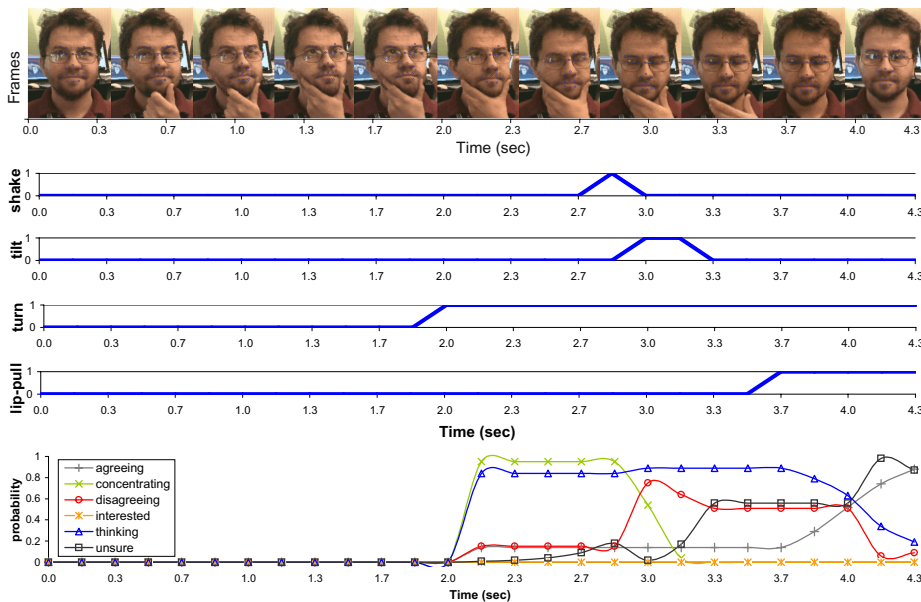 Frames
0.0 0.3 0.7 1.0 1.3 1.7 2.0 2.3 2.7 3.0 3.3 3.7 4.0 4.3
Time (sec)
shake
1
0
0.0 0.3 0.7 1.0 1.3 1.7 2.0 2.3 2.7 3.0 3.3 3.7 4.0 4.3
tilt
1
0
0.0 0.3 0.7 1.0 1.3 1.7 2.0 2.3 2.7 3.0 3.3 3.7 4.0 4.3
turn
1
0
0.0 0.3 0.7 1.0 1.3 1.7 2.0 2.3 2.7 3.0 3.3 3.7 4.0 4.3
lip-pull
1
0
0.0 0.3 0.7 1.0 1.3 1.7 2.0 2.3 2.7 3.0 3.3 3.7 4.0 4.3
Time (sec)
probability
1
0.8
0.6
0.4
0.2
0
agreeing
concentrating
disagreeing
interested
thinking
unsure
0.0 0.3 0.7 1.0 1.3 1.7 2.0 2.3 2.7 3.0 3.3 3.7 4.0 4.3
Time (sec)